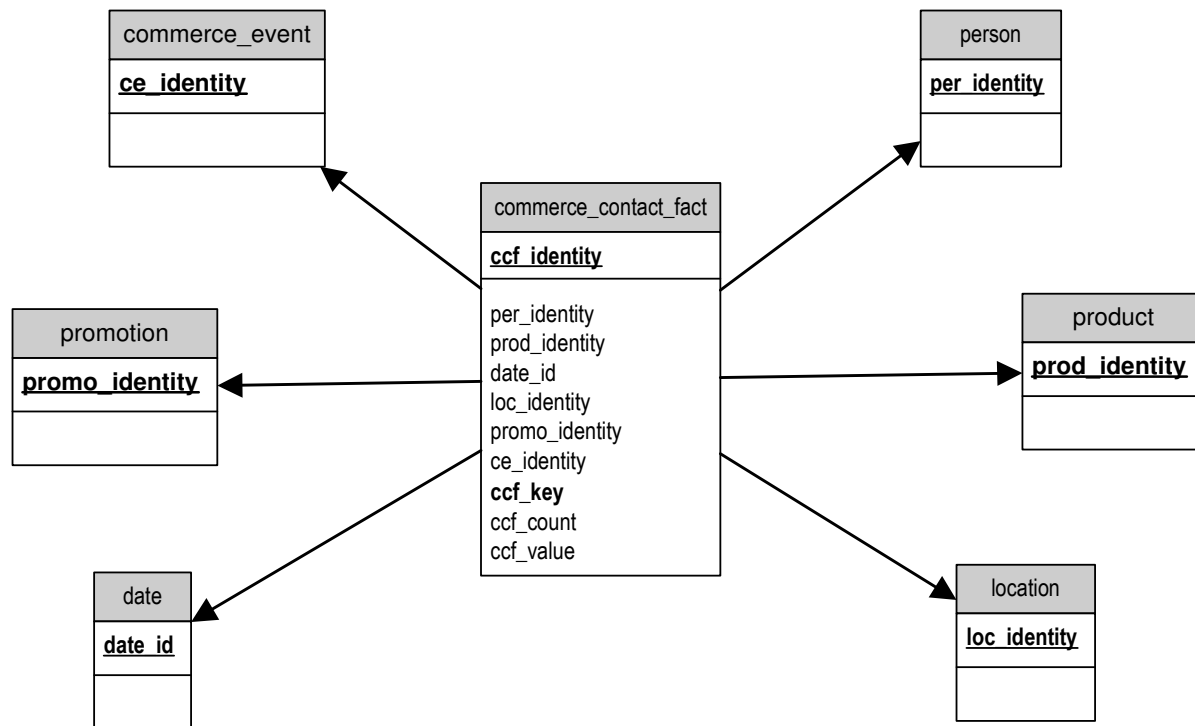 commerce_event
ce_identity
person
per_identity
commerce_contact_fact
ccf_identity
per_identity
prod_identity
date_id
loc_identity
promo_identity
ce_identity
ccf_key
ccf_count
ccf_value
promotion
promo_identity
product
prod_identity
date
date_id
location
loc_identity